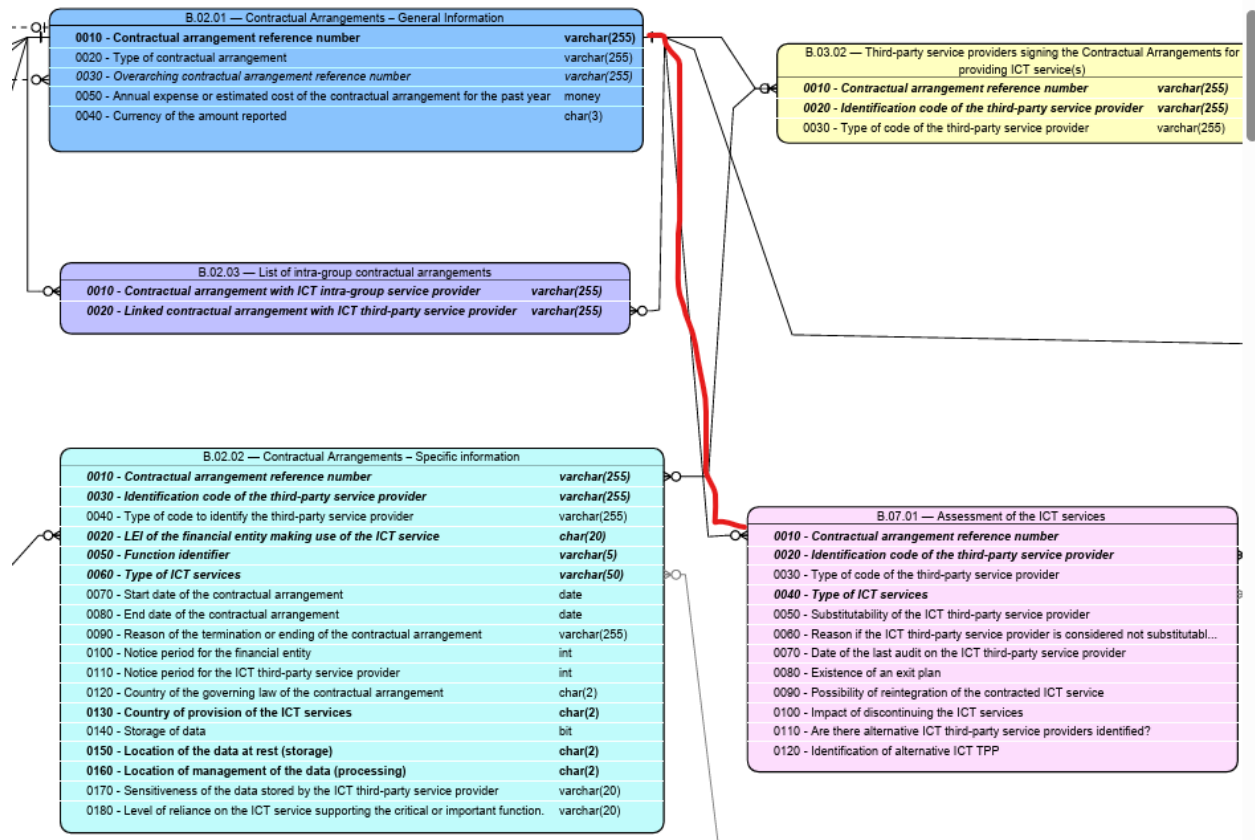 B.02.01 — Contractual Arrangements – General Information
0010 - Contractual arrangement reference number varchar(255)
0020 - Type of contractual arrangement varchar(255)
0030 - Overarching contractual arrangement reference number varchar(255)
0050 - Annual expense or estimated cost of the contractual arrangement for the past year money
0040 - Currency of the amount reported char(3)
B.03.02 — Third-party service providers signing the Contractual Arrangements for
providing ICT service(s)
0010 - Contractual arrangement reference number varchar(255)
0020 - Identification code of the third-party service provider varchar(255)
0030 - Type of code of the third-party service provider varchar(255)
B.02.03 — List of intra-group contractual arrangements
0010 - Contractual arrangement with ICT intra-group service provider varchar(255)
0020 - Linked contractual arrangement with ICT third-party service provider varchar(255)
B.02.02 — Contractual Arrangements – Specific information
0010 - Contractual arrangement reference number varchar(255)
0030 - Identification code of the third-party service provider varchar(255)
0040 - Type of code to identify the third-party service provider varchar(255)
0020 - LEI of the financial entity making use of the ICT service char(20)
0050 - Function identifier varchar(5)
0060 - Type of ICT services varchar(50)
0070 - Start date of the contractual arrangement date
0080 - End date of the contractual arrangement date
0090 - Reason of the termination or ending of the contractual arrangement varchar(255)
0100 - Notice period for the financial entity int
0110 - Notice period for the ICT third-party service provider int
0120 - Country of the governing law of the contractual arrangement char(2)
0130 - Country of provision of the ICT services char(2)
0140 - Storage of data bit
0150 - Location of the data at rest (storage) char(2)
0160 - Location of management of the data (processing) char(2)
0170 - Sensitiveness of the data stored by the ICT third-party service provider varchar(20)
0180 - Level of reliance on the ICT service supporting the critical or important function. varchar(20)
B.07.01 — Assessment of the ICT services
0010 - Contractual arrangement reference number
0020 - Identification code of the third-party service provider
0030 - Type of code of the third-party service provider
0040 - Type of ICT services
0050 - Substitutability of the ICT third-party service provider
0060 - Reason if the ICT third-party service provider is considered not substitutabl...
0070 - Date of the last audit on the ICT third-party service provider
0080 - Existence of an exit plan
0090 - Possibility of reintegration of the contracted ICT service
0100 - Impact of discontinuing the ICT services
0110 - Are there alternative ICT third-party service providers identified?
0120 - Identification of alternative ICT TPP